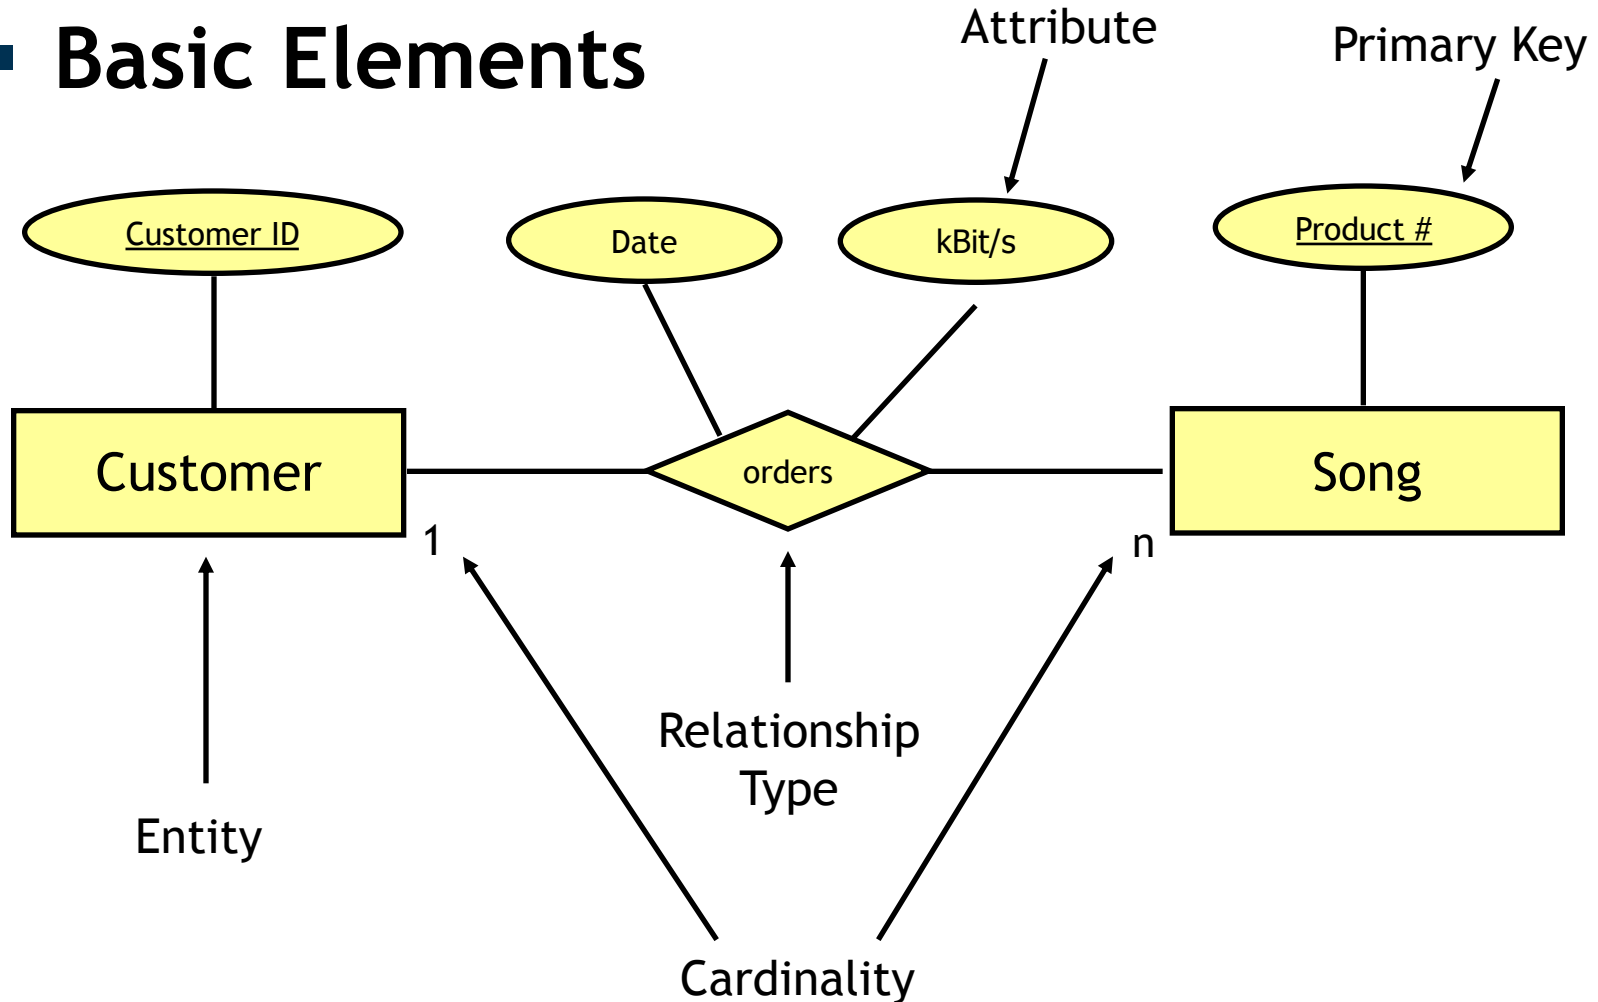 Basic Elements
Attribute
Primary Key
Customer ID
Date
kBit/s
Product #
Customer
orders
Song
1
n
Relationship
Type
Entity
Cardinality